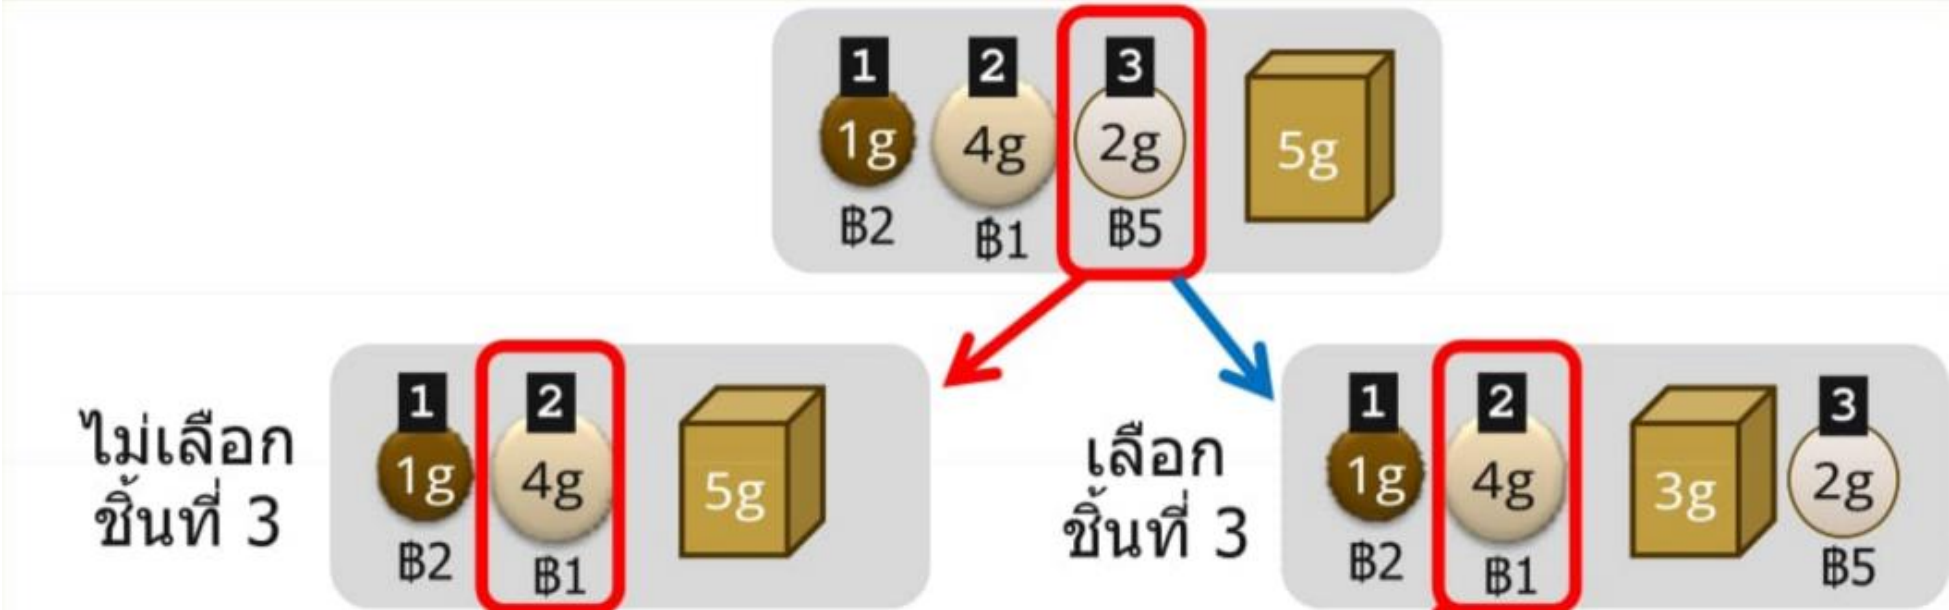 1 2 3
1g 4g 2g 5g
฿2 ฿1 ฿5
ไม่เลือก
ชิ้นที่ 3
1 2
1g 4g 5g
฿2 ฿1
เลือก
ชิ้นที่ 3
1 2 3
1g 4g 3g 2g
฿2 ฿1 ฿5